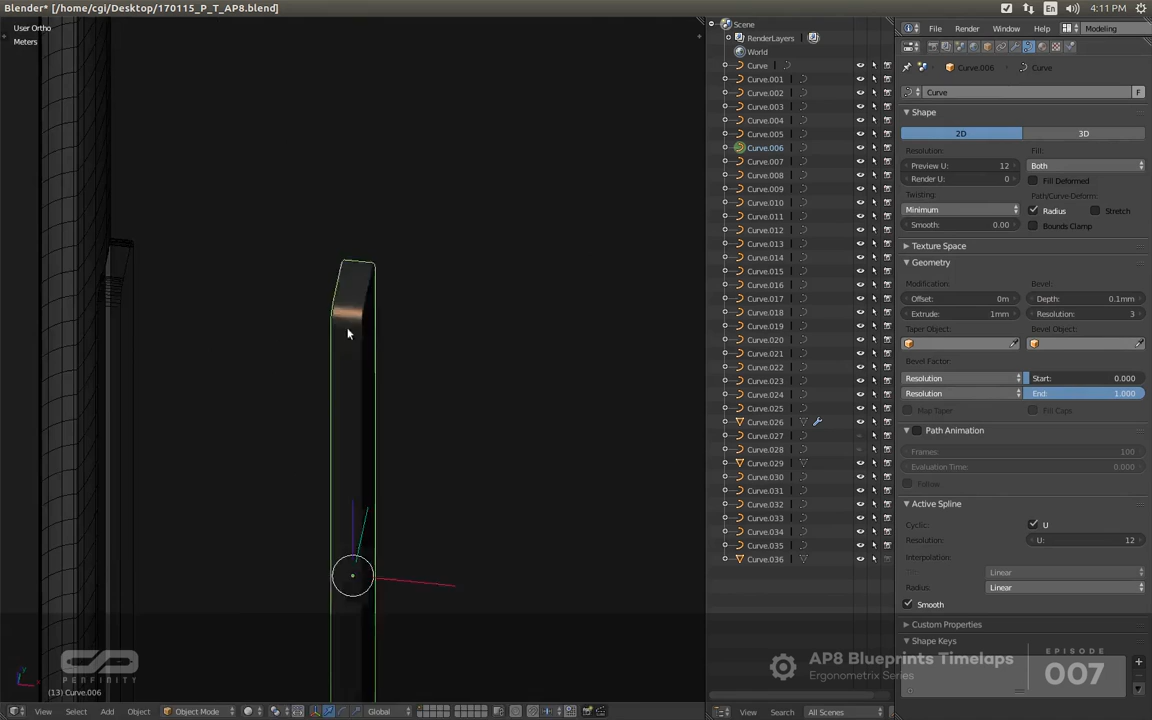 Blender* [/home/cgi/Desktop/170115_P_T_AP8.blend]
En
4:11 PM
User Ortho
Meters
Scene
RenderLayers
World
Curve
Curve.001
Curve.002
Curve.003
Curve.004
Curve.005
Curve.006
Curve.007
Curve.008
Curve.009
Curve.010
Curve.011
Curve.012
Curve.013
Curve.014
Curve.015
Curve.016
Curve.017
Curve.018
Curve.019
Curve.020
Curve.021
Curve.022
Curve.023
Curve.024
Curve.025
Curve.026
Curve.027
Curve.028
Curve.029
Curve.030
Curve.031
Curve.032
Curve.033
Curve.034
Curve.035
Curve.036
File Render Window Help Modeling
Curve.006 Curve
Curve F
Shape
2D 3D
Resolution: Fill:
Preview U: 12 Both
Render U: 0 Fill Deformed
Twisting: Path/Curve-Deform:
Minimum Radius Stretch
Smooth: 0.00 Bounds Clamp
Texture Space
Geometry
Modification: Bevel:
Offset: 0m Depth: 0.1mm
Extrude: 1mm Resolution: 3
Taper Object: Bevel Object:
Bevel Factor:
Resolution Start: 0.000
Resolution End: 1.000
Map Taper Fill Caps
Path Animation
Frames: 100
Evaluation Time: 0.000
Follow
Active Spline
Cyclic: U
Resolution: U: 12
Interpolation:
Tilt: Linear
Radius: Linear
Smooth
Custom Properties
Shape Keys
PENFINITY
(13) Curve.006
AP8 Blueprints Timelaps
Ergonometrix Series
EPISODE
007
View Select Add Object Object Mode Global
View Search All Scenes